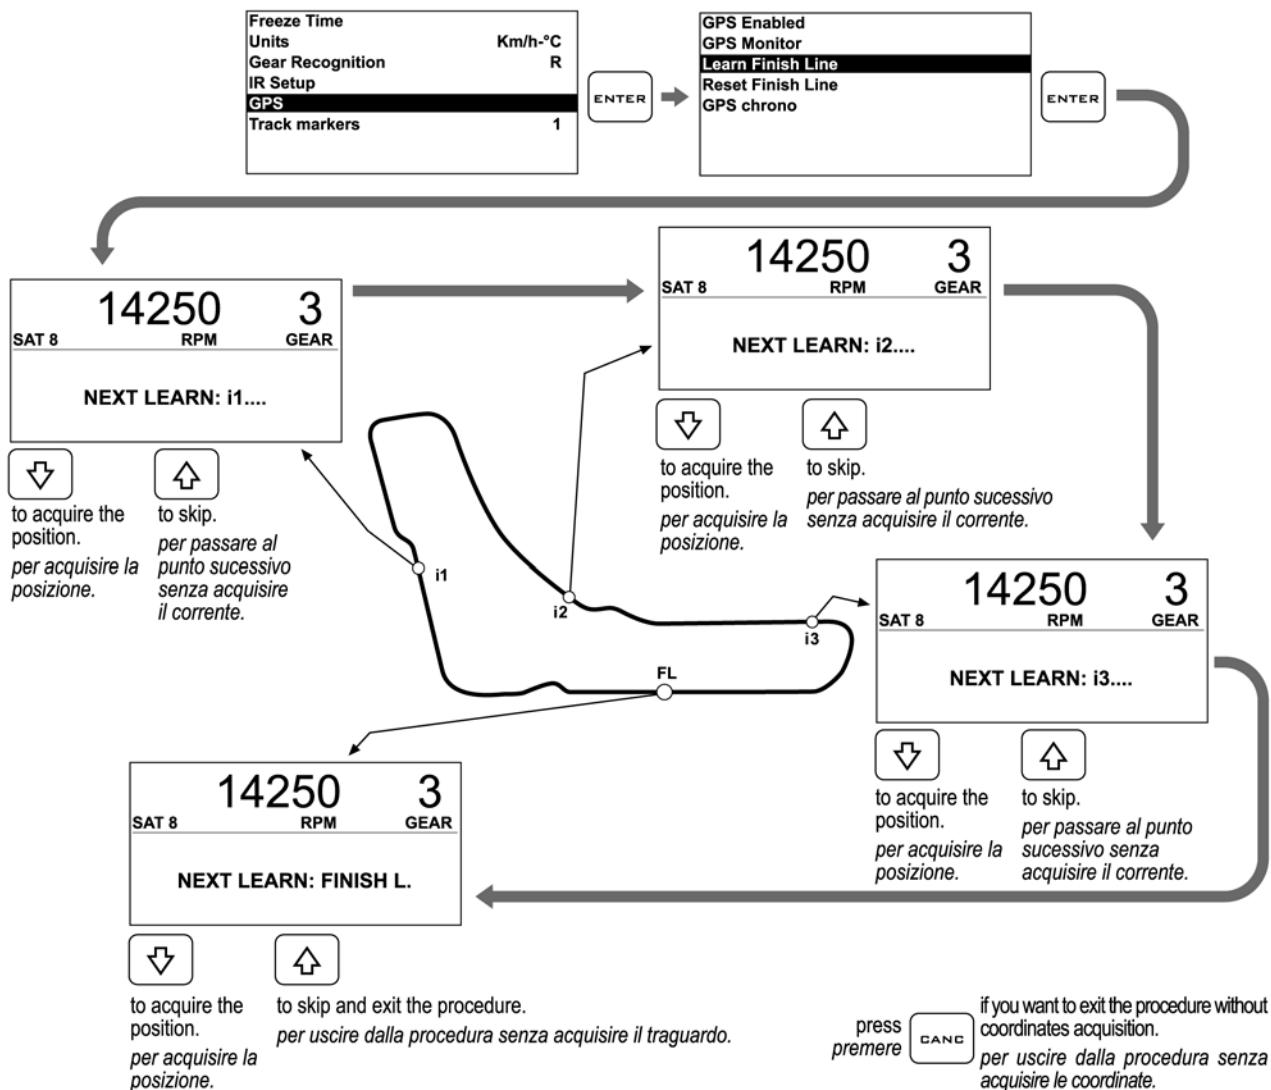 Freeze Time
Units Km/h-°C
Gear Recognition R
IR Setup
GPS
Track markers 1
ENTER
GPS Enabled
GPS Monitor
Learn Finish Line
Reset Finish Line
GPS chrono
ENTER
14250 3
SAT 8 RPM GEAR
NEXT LEARN: i1....
to acquire the
position.
per acquisire la
posizione.
to skip.
per passare al
punto sucessivo
senza acquisire
il corrente.
14250 3
SAT 8 RPM GEAR
NEXT LEARN: i2....
to acquire the
position.
per acquisire la
posizione.
to skip.
per passare al punto sucessivo
senza acquisire il corrente.
i1
i2
i3
FL
14250 3
SAT 8 RPM GEAR
NEXT LEARN: i3....
to acquire the
position.
per acquisire la
posizione.
to skip.
per passare al punto
sucessivo senza
acquisire il corrente.
14250 3
SAT 8 RPM GEAR
NEXT LEARN: FINISH L.
to acquire the
position.
per acquisire la
posizione.
to skip and exit the procedure.
per uscire dalla procedura senza acquisire il traguardo.
press
premere
CANC
if you want to exit the procedure without
coordinates acquisition.
per uscire dalla procedura senza
acquisire le coordinate.